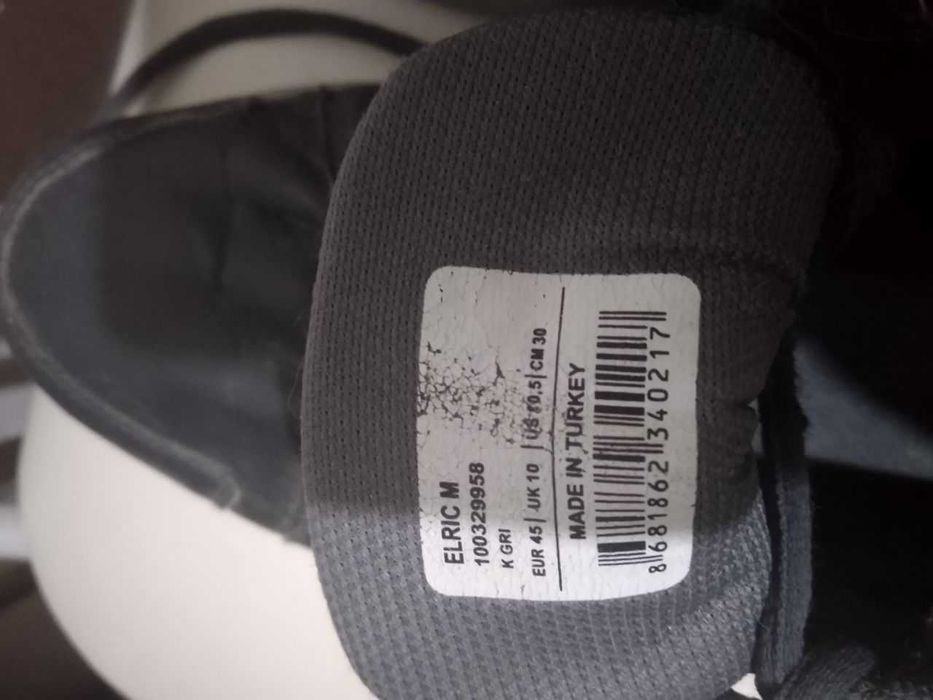 ELRIC M
100329958
K GRI
EUR 45| UK 10 |US 10,5|CM 30
MADE IN TURKEY
8681862340217